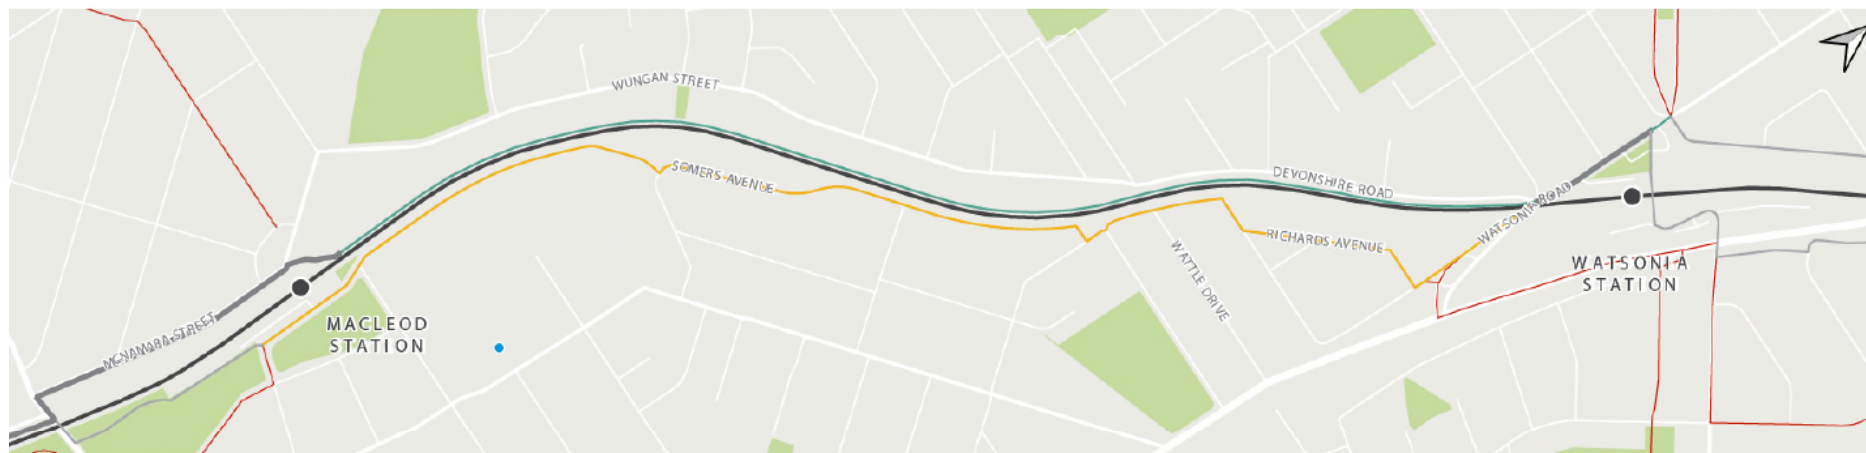 WUNGAN STREET
SOMERS AVENUE
DEVONSHIRE ROAD
WATSONIA ROAD
RICHARDS AVENUE
WATTLE DRIVE
WATSONIA
STATION
MACLEOD
STATION
MCNAMARA STREET